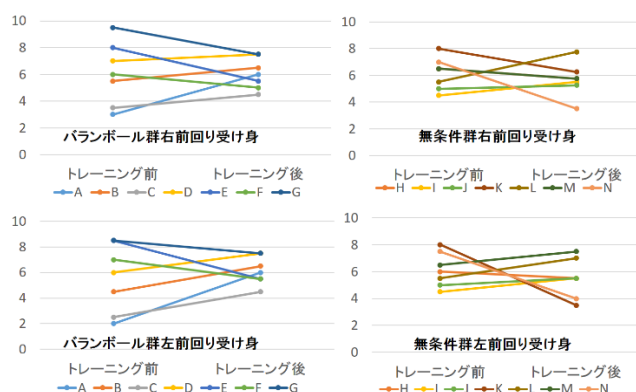 10
8
6
4
2
0
バランボール群右前回り受け身
トレーニング前 トレーニング後
A B C D E F G
10
8
6
4
2
0
無条件群右前回り受け身
トレーニング前 トレーニング後
H I J K L M N
10
8
6
4
2
0
バランボール群左前回り受け身
トレーニング前 トレーニング後
A B C D E F G
10
8
6
4
2
0
無条件群左前回り受け身
トレーニング前 トレーニング後
H I J K L M N